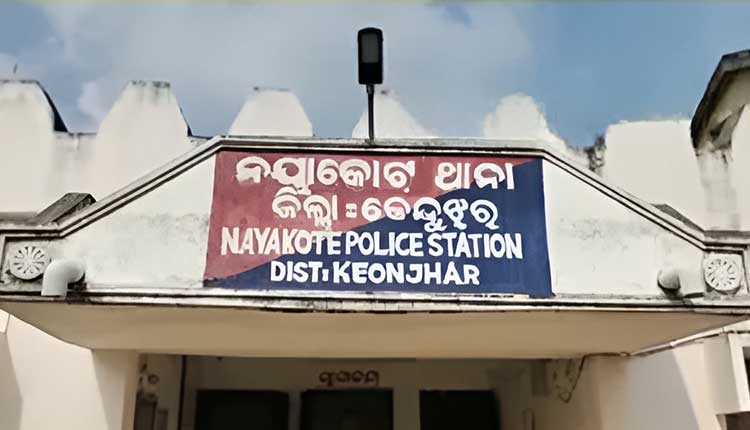 ନୟାକୋଟ ଥାନା
ଜିଲ୍ଲା : କେନ୍ଦୁଝର
NAYAKOTE POLICE STATION
DIST: KEONJHAR